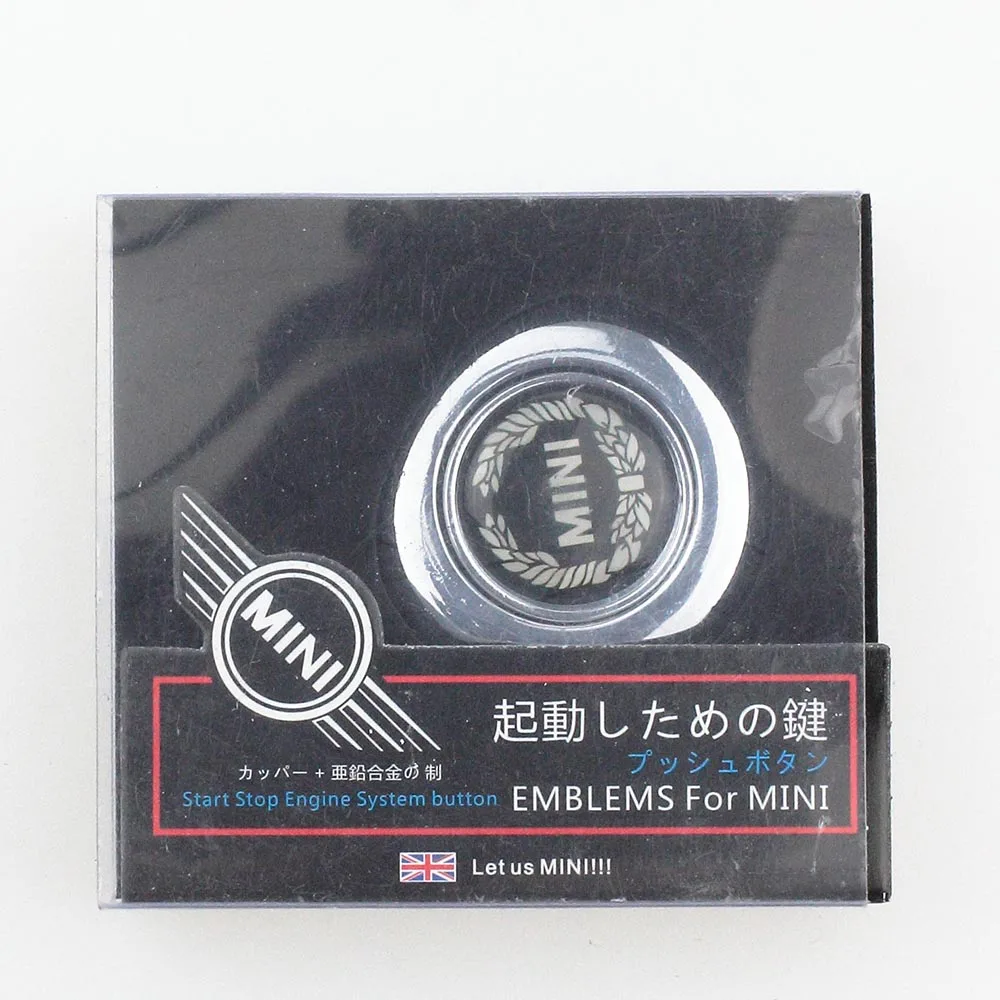 MINI
MINI
起動しための鍵
プッシュボタン
カッパー + 亜鉛合金の制
Start Stop Engine System button EMBLEMS For MINI
Let us MINI!!!